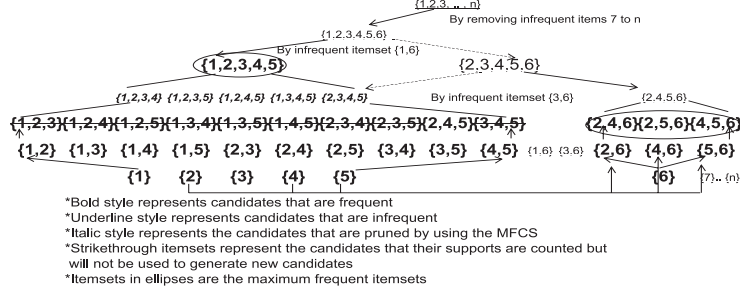 {1,2,3, .. , n}
By removing infrequent items 7 to n
{1,2,3,4,5,6}
By infrequent itemset {1,6}
{1,2,3,4,5} {2,3,4,5,6}
{1,2,3,4} {1,2,3,5} {1,2,4,5} {1,3,4,5} {2,3,4,5} By infrequent itemset {3,6} {2,4,5,6}
{1,2,3}{1,2,4}{1,2,5}{1,3,4}{1,3,5}{1,4,5}{2,3,4}{2,3,5}{2,4,5}{3,4,5} {2,4,6}{2,5,6}{4,5,6}
{1,2} {1,3} {1,4} {1,5} {2,3} {2,4} {2,5} {3,4} {3,5} {4,5} {1,6} {3,6} {2,6} {4,6} {5,6}
{1} {2} {3} {4} {5} {6} {7}.. {n}
*Bold style represents candidates that are frequent
*Underline style represents candidates that are infrequent
*Italic style represents the candidates that are pruned by using the MFCS
*Strikethrough itemsets represent the candidates that their supports are counted but
will not be used to generate new candidates
*Itemsets in ellipses are the maximum frequent itemsets